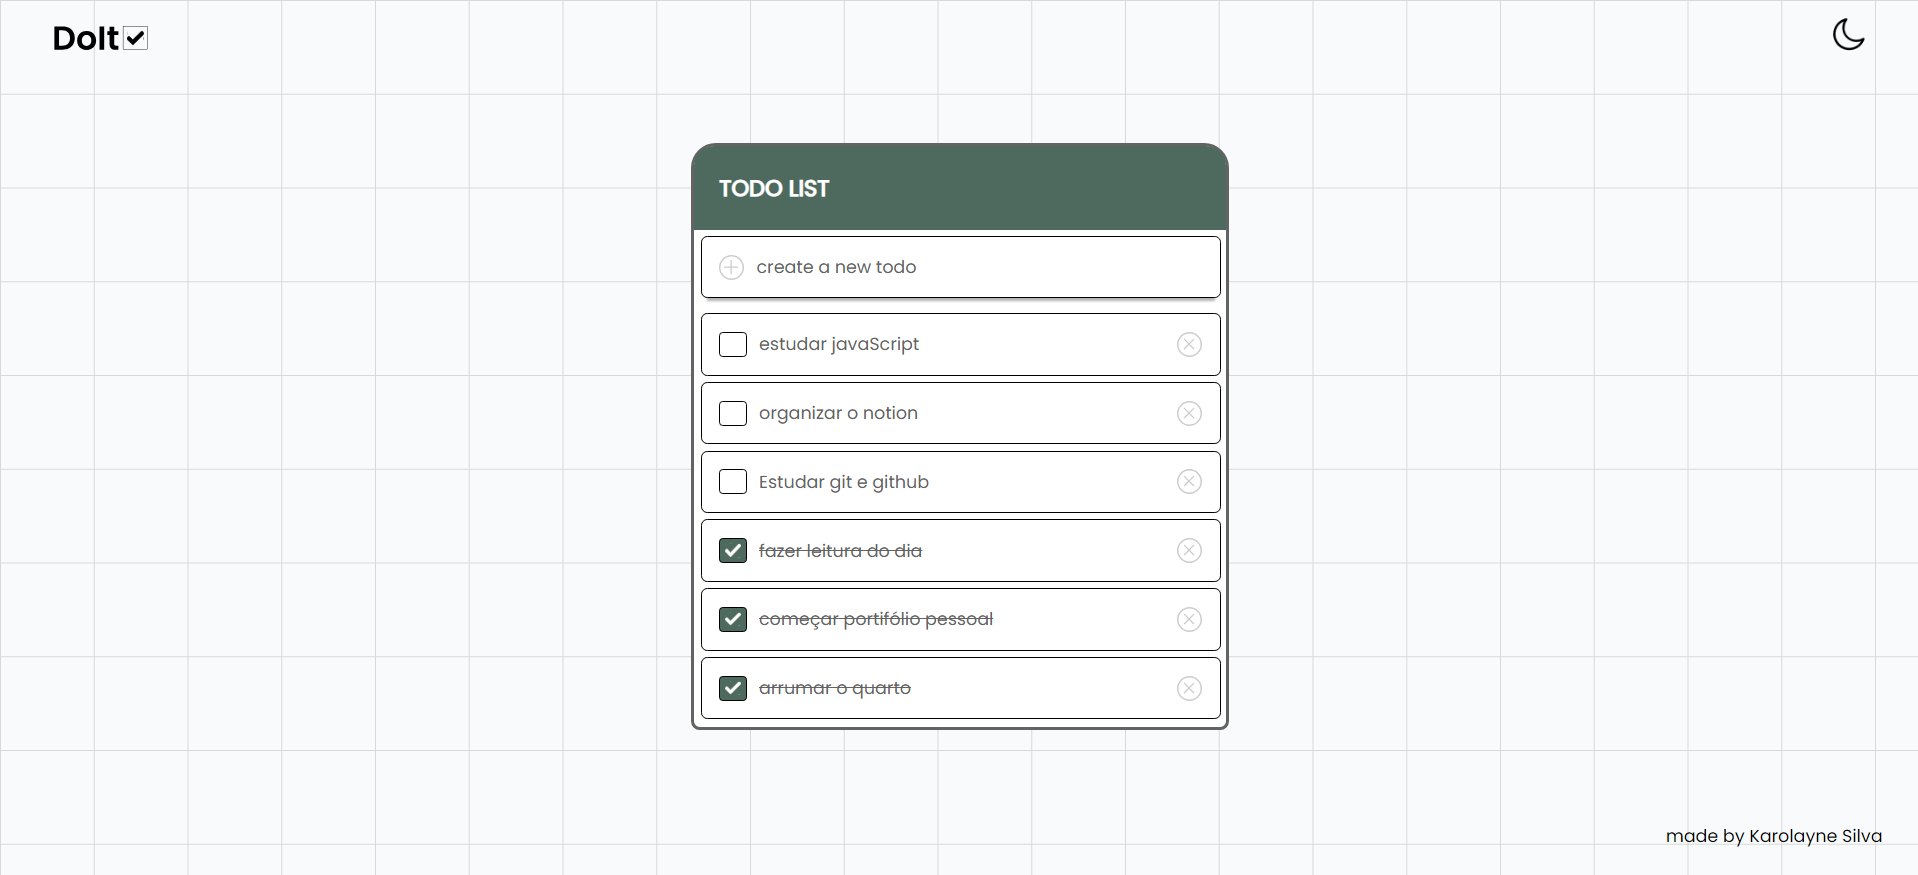 DoIt
TODO LIST
create a new todo
estudar javaScript
organizar o notion
Estudar git e github
fazer leitura do dia
começar portifólio pessoal
arrumar o quarto
made by Karolayne Silva